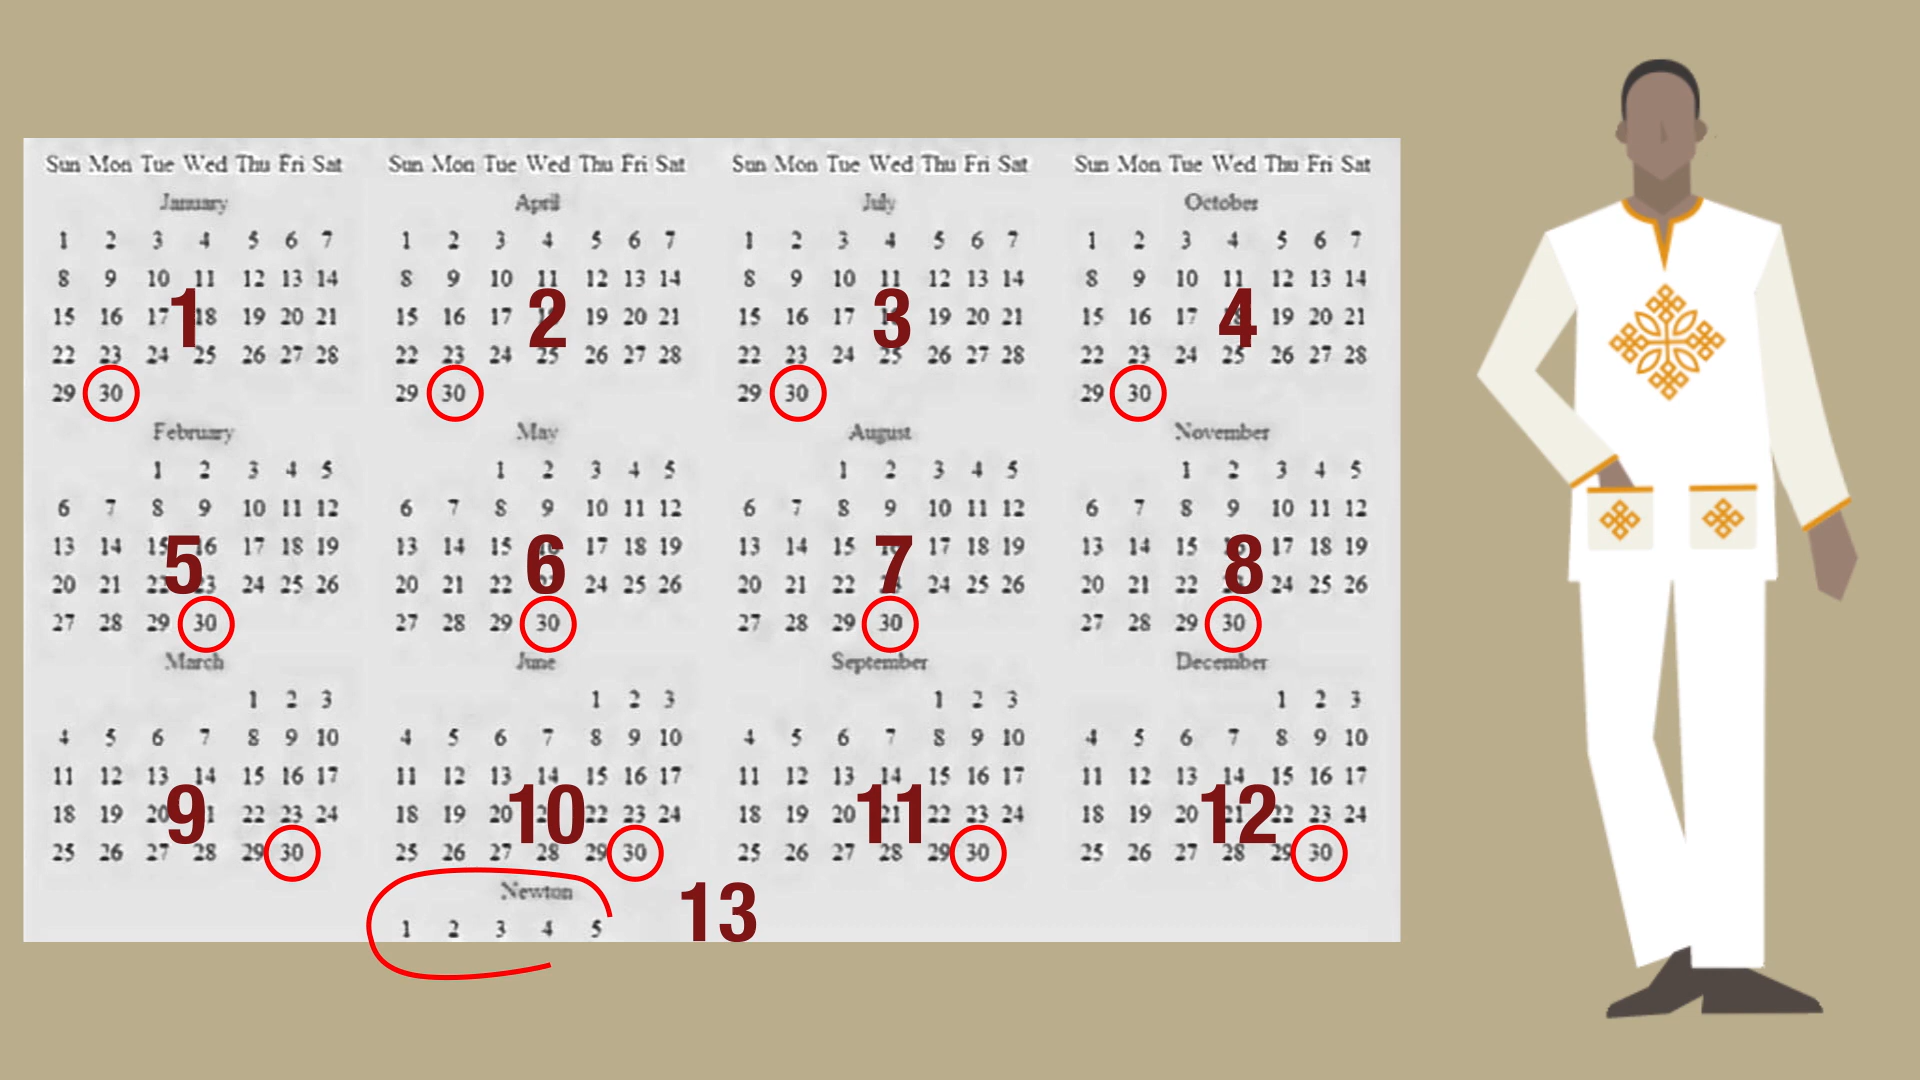 Sun Mon Tue Wed Thu Fri Sat Sun Mon Tue Wed Thu Fri Sat Sun Mon Tue Wed Thu Fri Sat Sun Mon Tue Wed Thu Fri Sat
January April July October
1 2 3 4 5 6 7 1 2 3 4 5 6 7 1 2 3 4 5 6 7 1 2 3 4 5 6 7
8 9 10 11 12 13 14 8 9 10 11 12 13 14 8 9 10 11 12 13 14 8 9 10 11 12 13 14
1 2 3 4
15 16 17 18 19 20 21 15 16 17 19 20 21 15 16 17 19 20 21 15 16 17 19 20 21
22 23 24 25 26 27 28 22 23 24 25 26 27 28 22 23 24 25 26 27 28 22 23 24 25 26 27 28
29 30 29 30 29 30 29 30
February May August November
1 2 3 4 5 1 2 3 4 5 1 2 3 4 5 1 2 3 4 5
6 7 8 9 10 11 12 6 7 8 9 10 11 12 6 7 8 9 10 11 12 6 7 8 9 10 11 12
13 14 15 16 17 18 19 13 14 15 17 18 19 13 14 15 17 18 19 13 14 15 17 18 19
5 6 7 8
20 21 22 23 24 25 26 20 21 22 24 25 26 20 21 22 24 25 26 20 21 22 24 25 26
27 28 29 30 27 28 29 30 27 28 29 30 27 28 29 30
March June September December
1 2 3 1 2 3 1 2 3 1 2 3
4 5 6 7 8 9 10 4 5 6 7 8 9 10 4 5 6 7 8 9 10 4 5 6 7 8 9 10
11 12 13 14 15 16 17 11 12 13 14 15 16 17 11 12 13 14 15 16 17 11 12 13 14 15 16 17
18 19 20 22 23 24 18 19 20 22 23 24 18 19 20 21 22 23 24 18 19 20 21 22 23 24
9 10 11 12
25 26 27 28 29 30 25 26 27 28 29 30 25 26 27 28 29 30 25 26 27 28 29 30
Newton
13
1 2 3 4 5